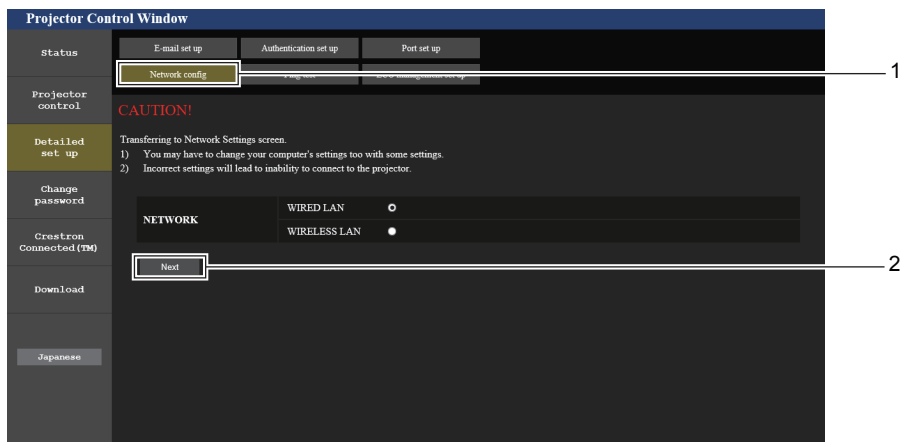 Projector Control Window
Status
Projector
control
Detailed
set up
Change
password
Crestron
Connected(TM)
Download
Japanese
E-mail set up Authentication set up Port set up
Network config
1
CAUTION!
Transferring to Network Settings screen.
1) You may have to change your computer's settings too with some settings.
2) Incorrect settings will lead to inability to connect to the projector.
NETWORK
WIRED LAN
WIRELESS LAN
Next
2